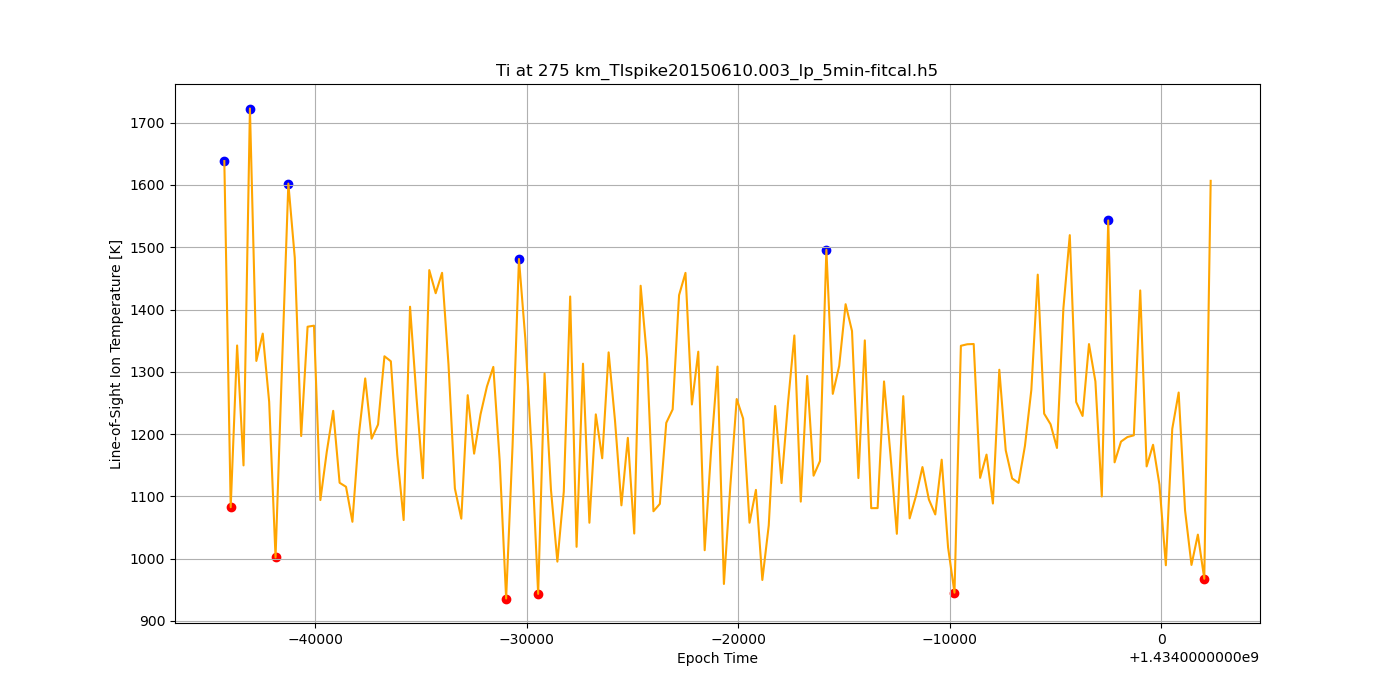 Ti at 275 km_TIspike20150610.003_lp_5min-fitcal.h5
Line-of-Sight Ion Temperature [K]
1700
1600
1500
1400
1300
1200
1100
1000
900
−40000 −30000 −20000 −10000 0
Epoch Time
+1.4340000000e9